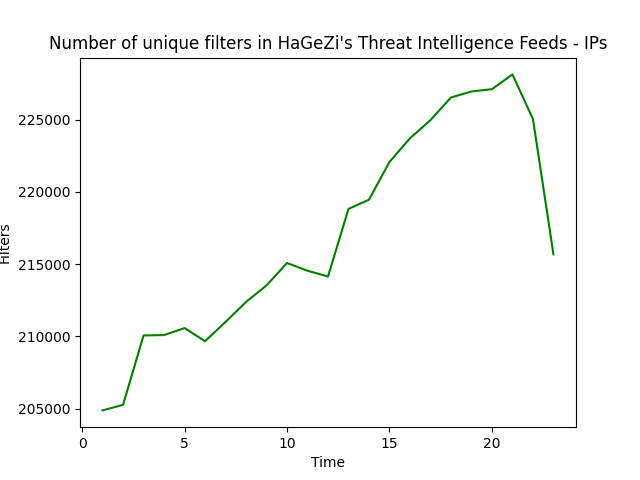 Number of unique filters in HaGeZi's Threat Intelligence Feeds - IPs
225000
220000
215000
210000
205000
Filters
0 5 10 15 20
Time